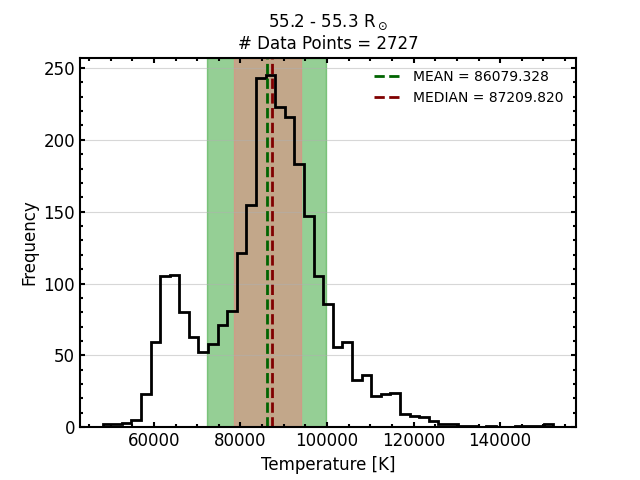 55.2 - 55.3 R⊙
# Data Points = 2727
MEAN = 86079.328
MEDIAN = 87209.820
250
200
150
100
50
0
Frequency
60000 80000 100000 120000 140000
Temperature [K]